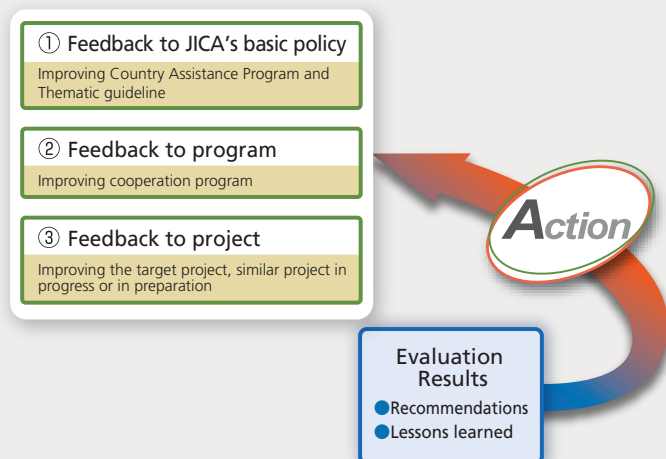 ① Feedback to JICA's basic policy
Improving Country Assistance Program and
Thematic guideline
② Feedback to program
Improving cooperation program
③ Feedback to project
Improving the target project, similar project in
progress or in preparation
Action
Evaluation
Results
●Recommendations
●Lessons learned